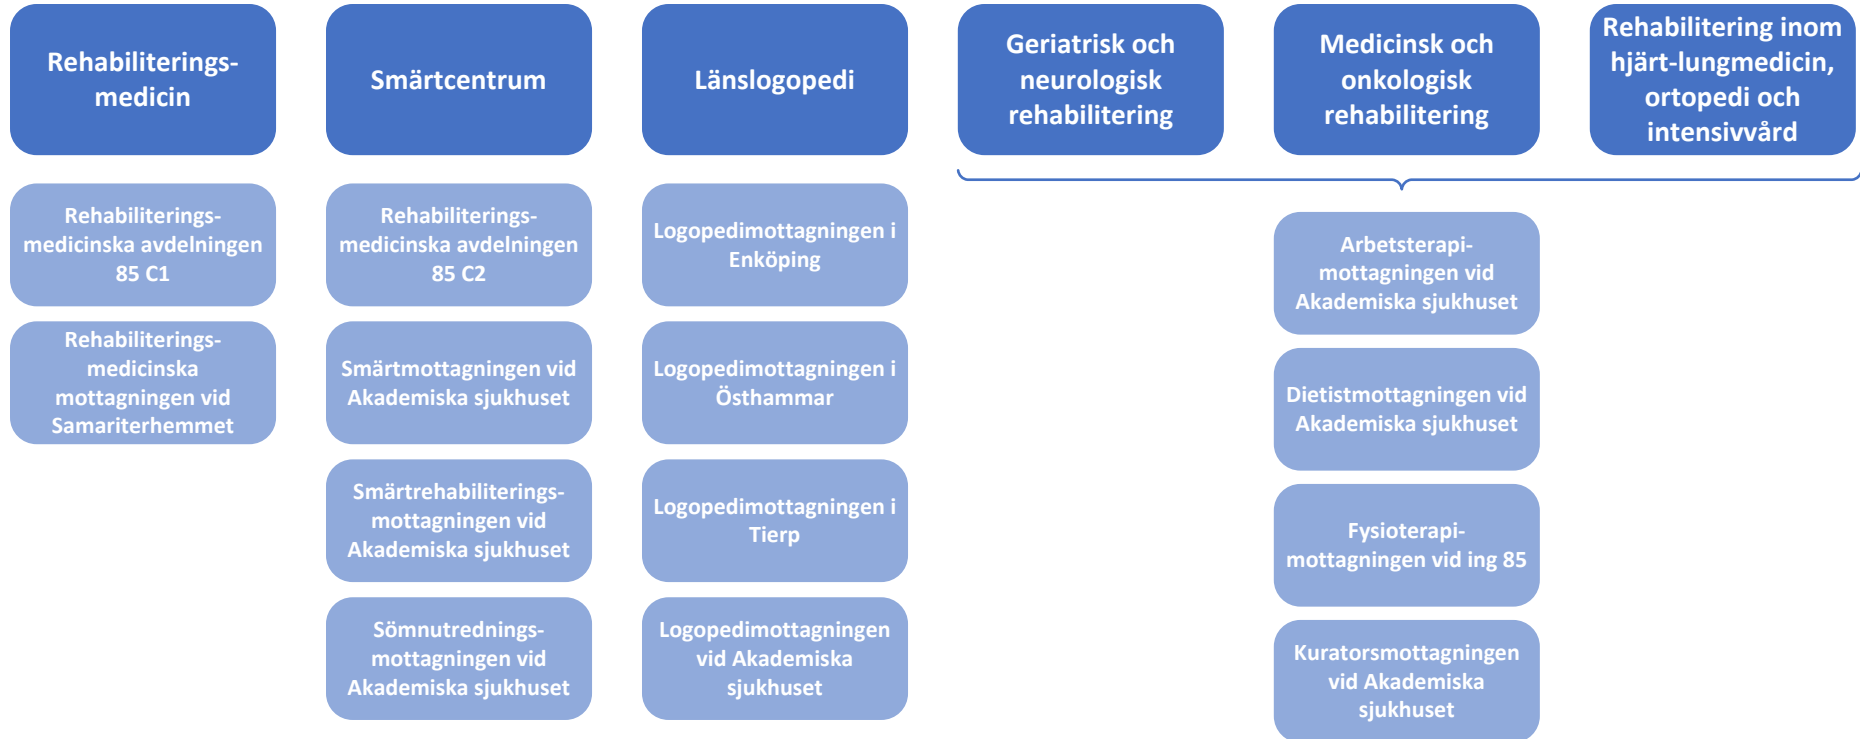 Rehabiliterings-
medicin
Smärtcentrum
Länslogopedi
Geriatrisk och
neurologisk
rehabilitering
Medicinsk och
onkologisk
rehabilitering
Rehabilitering inom
hjärt-lungmedicin,
ortopedi och
intensivvård
Rehabiliterings-
medicinska avdelningen
85 C1
Rehabiliterings-
medicinska
mottagningen vid
Samariterhemmet
Rehabiliterings-
medicinska avdelningen
85 C2
Smärtmottagningen vid
Akademiska sjukhuset
Smärtrehabiliterings-
mottagningen vid
Akademiska sjukhuset
Sömnutrednings-
mottagningen vid
Akademiska sjukhuset
Logopedimottagningen i
Enköping
Logopedimottagningen i
Östhammar
Logopedimottagningen i
Tierp
Logopedimottagningen
vid Akademiska
sjukhuset
Arbetsterapi-
mottagningen vid
Akademiska sjukhuset
Dietistmottagningen vid
Akademiska sjukhuset
Fysioterapi-
mottagningen vid ing 85
Kuratorsmottagningen
vid Akademiska
sjukhuset